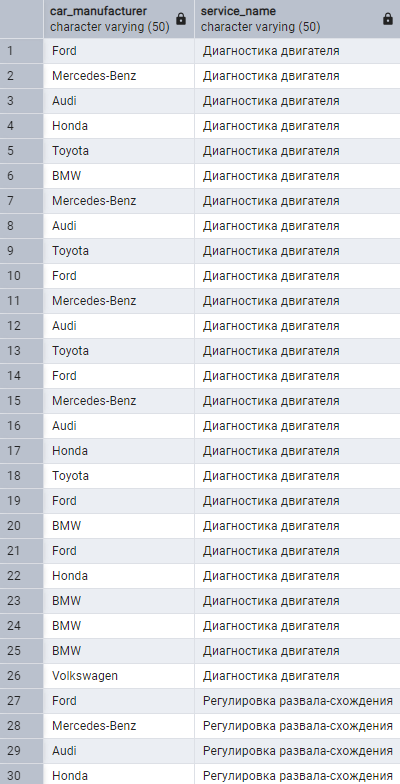 car_manufacturer service_name
character varying (50) character varying (50)
1 Ford Диагностика двигателя
2 Mercedes-Benz Диагностика двигателя
3 Audi Диагностика двигателя
4 Honda Диагностика двигателя
5 Toyota Диагностика двигателя
6 BMW Диагностика двигателя
7 Mercedes-Benz Диагностика двигателя
8 Audi Диагностика двигателя
9 Toyota Диагностика двигателя
10 Ford Диагностика двигателя
11 Mercedes-Benz Диагностика двигателя
12 Audi Диагностика двигателя
13 Toyota Диагностика двигателя
14 Ford Диагностика двигателя
15 Mercedes-Benz Диагностика двигателя
16 Audi Диагностика двигателя
17 Honda Диагностика двигателя
18 Toyota Диагностика двигателя
19 Ford Диагностика двигателя
20 BMW Диагностика двигателя
21 Ford Диагностика двигателя
22 Honda Диагностика двигателя
23 BMW Диагностика двигателя
24 BMW Диагностика двигателя
25 BMW Диагностика двигателя
26 Volkswagen Диагностика двигателя
27 Ford Регулировка развала-схождения
28 Mercedes-Benz Регулировка развала-схождения
29 Audi Регулировка развала-схождения
30 Honda Регулировка развала-схождения